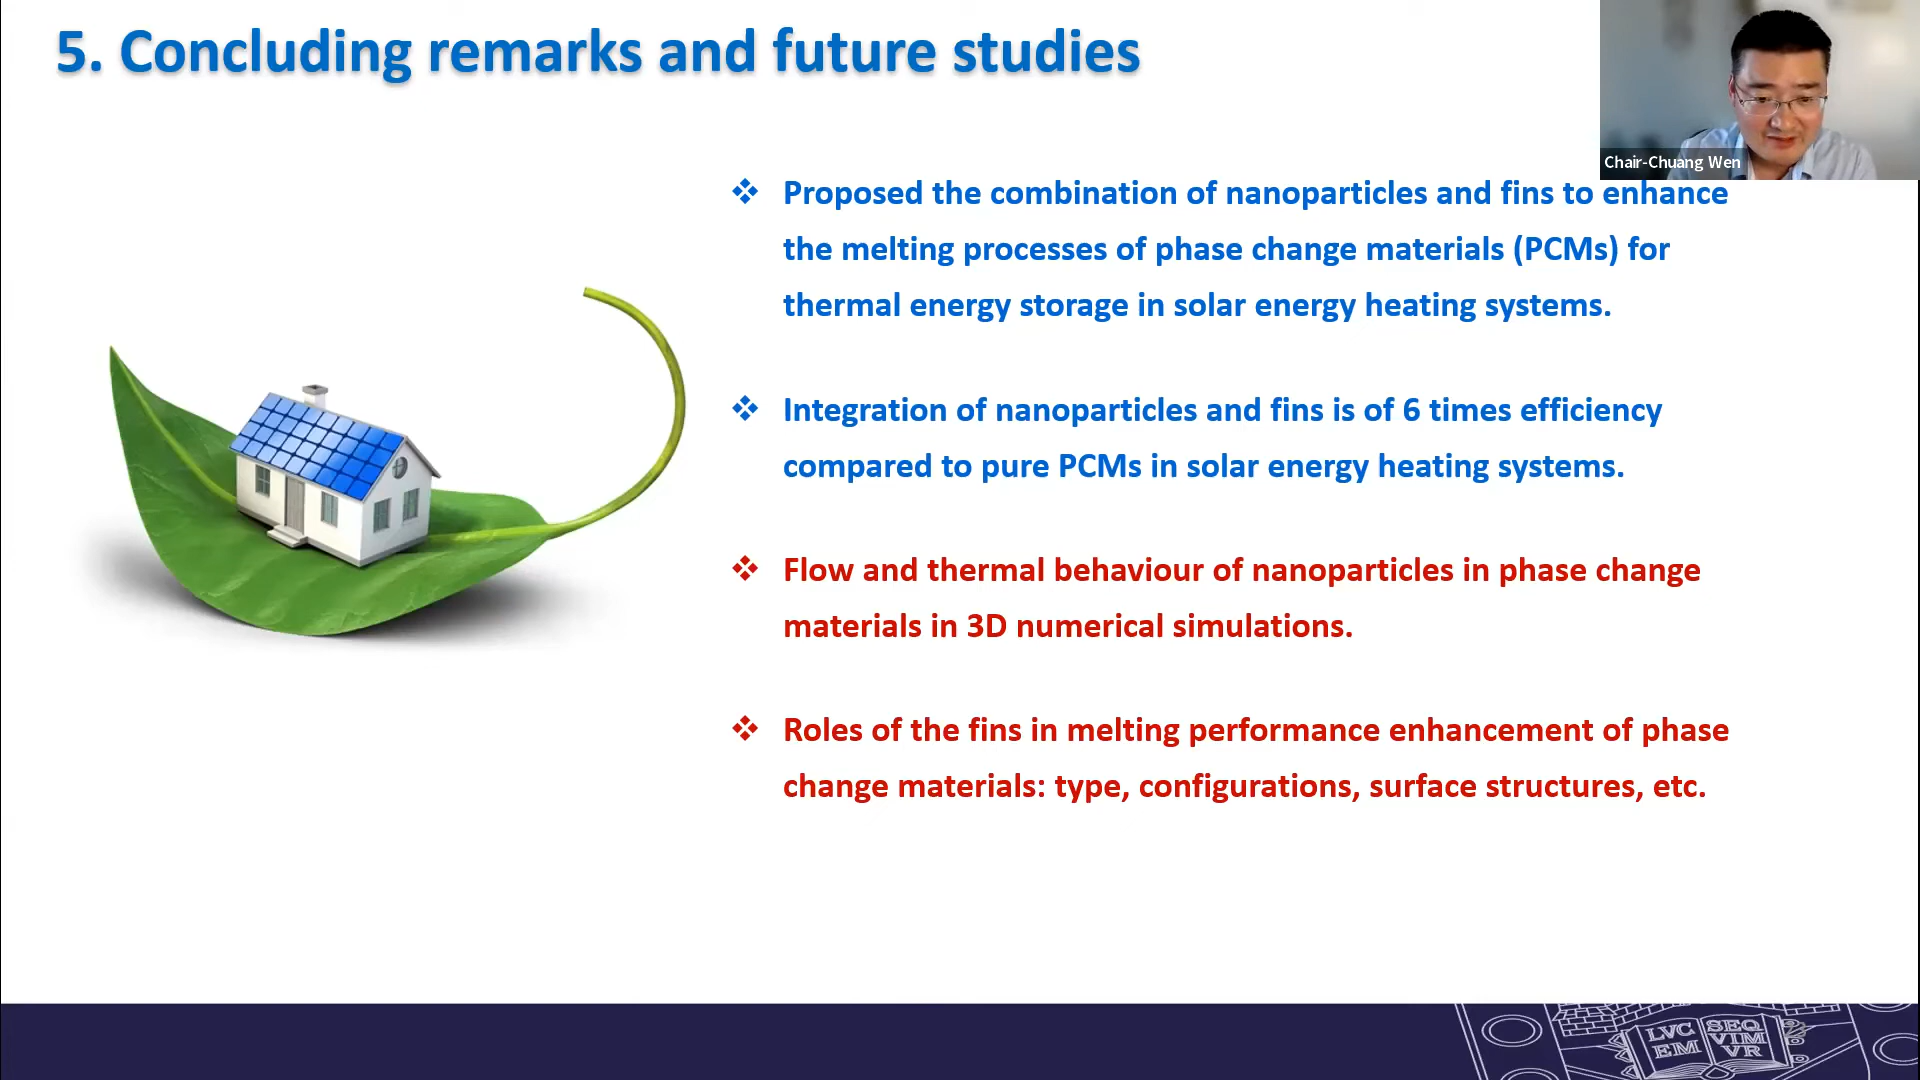 5. Concluding remarks and future studies
Chair-Chuang Wen
❖ Proposed the combination of nanoparticles and fins to enhance
the melting processes of phase change materials (PCMs) for
thermal energy storage in solar energy heating systems.
❖ Integration of nanoparticles and fins is of 6 times efficiency
compared to pure PCMs in solar energy heating systems.
❖ Flow and thermal behaviour of nanoparticles in phase change
materials in 3D numerical simulations.
❖ Roles of the fins in melting performance enhancement of phase
change materials: type, configurations, surface structures, etc.
LVC SEQ
EM VIM
VR